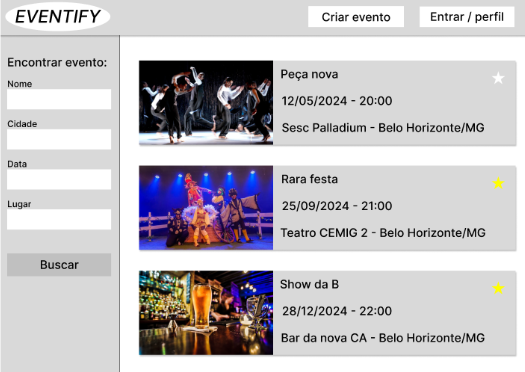 EVENTIFY
Criar evento
Entrar / perfil
Encontrar evento:
Nome
Cidade
Data
Lugar
Buscar
Peça nova
12/05/2024 - 20:00
Sesc Palladium - Belo Horizonte/MG
Rara festa
25/09/2024 - 21:00
Teatro CEMIG 2 - Belo Horizonte/MG
Show da B
28/12/2024 - 22:00
Bar da nova CA - Belo Horizonte/MG